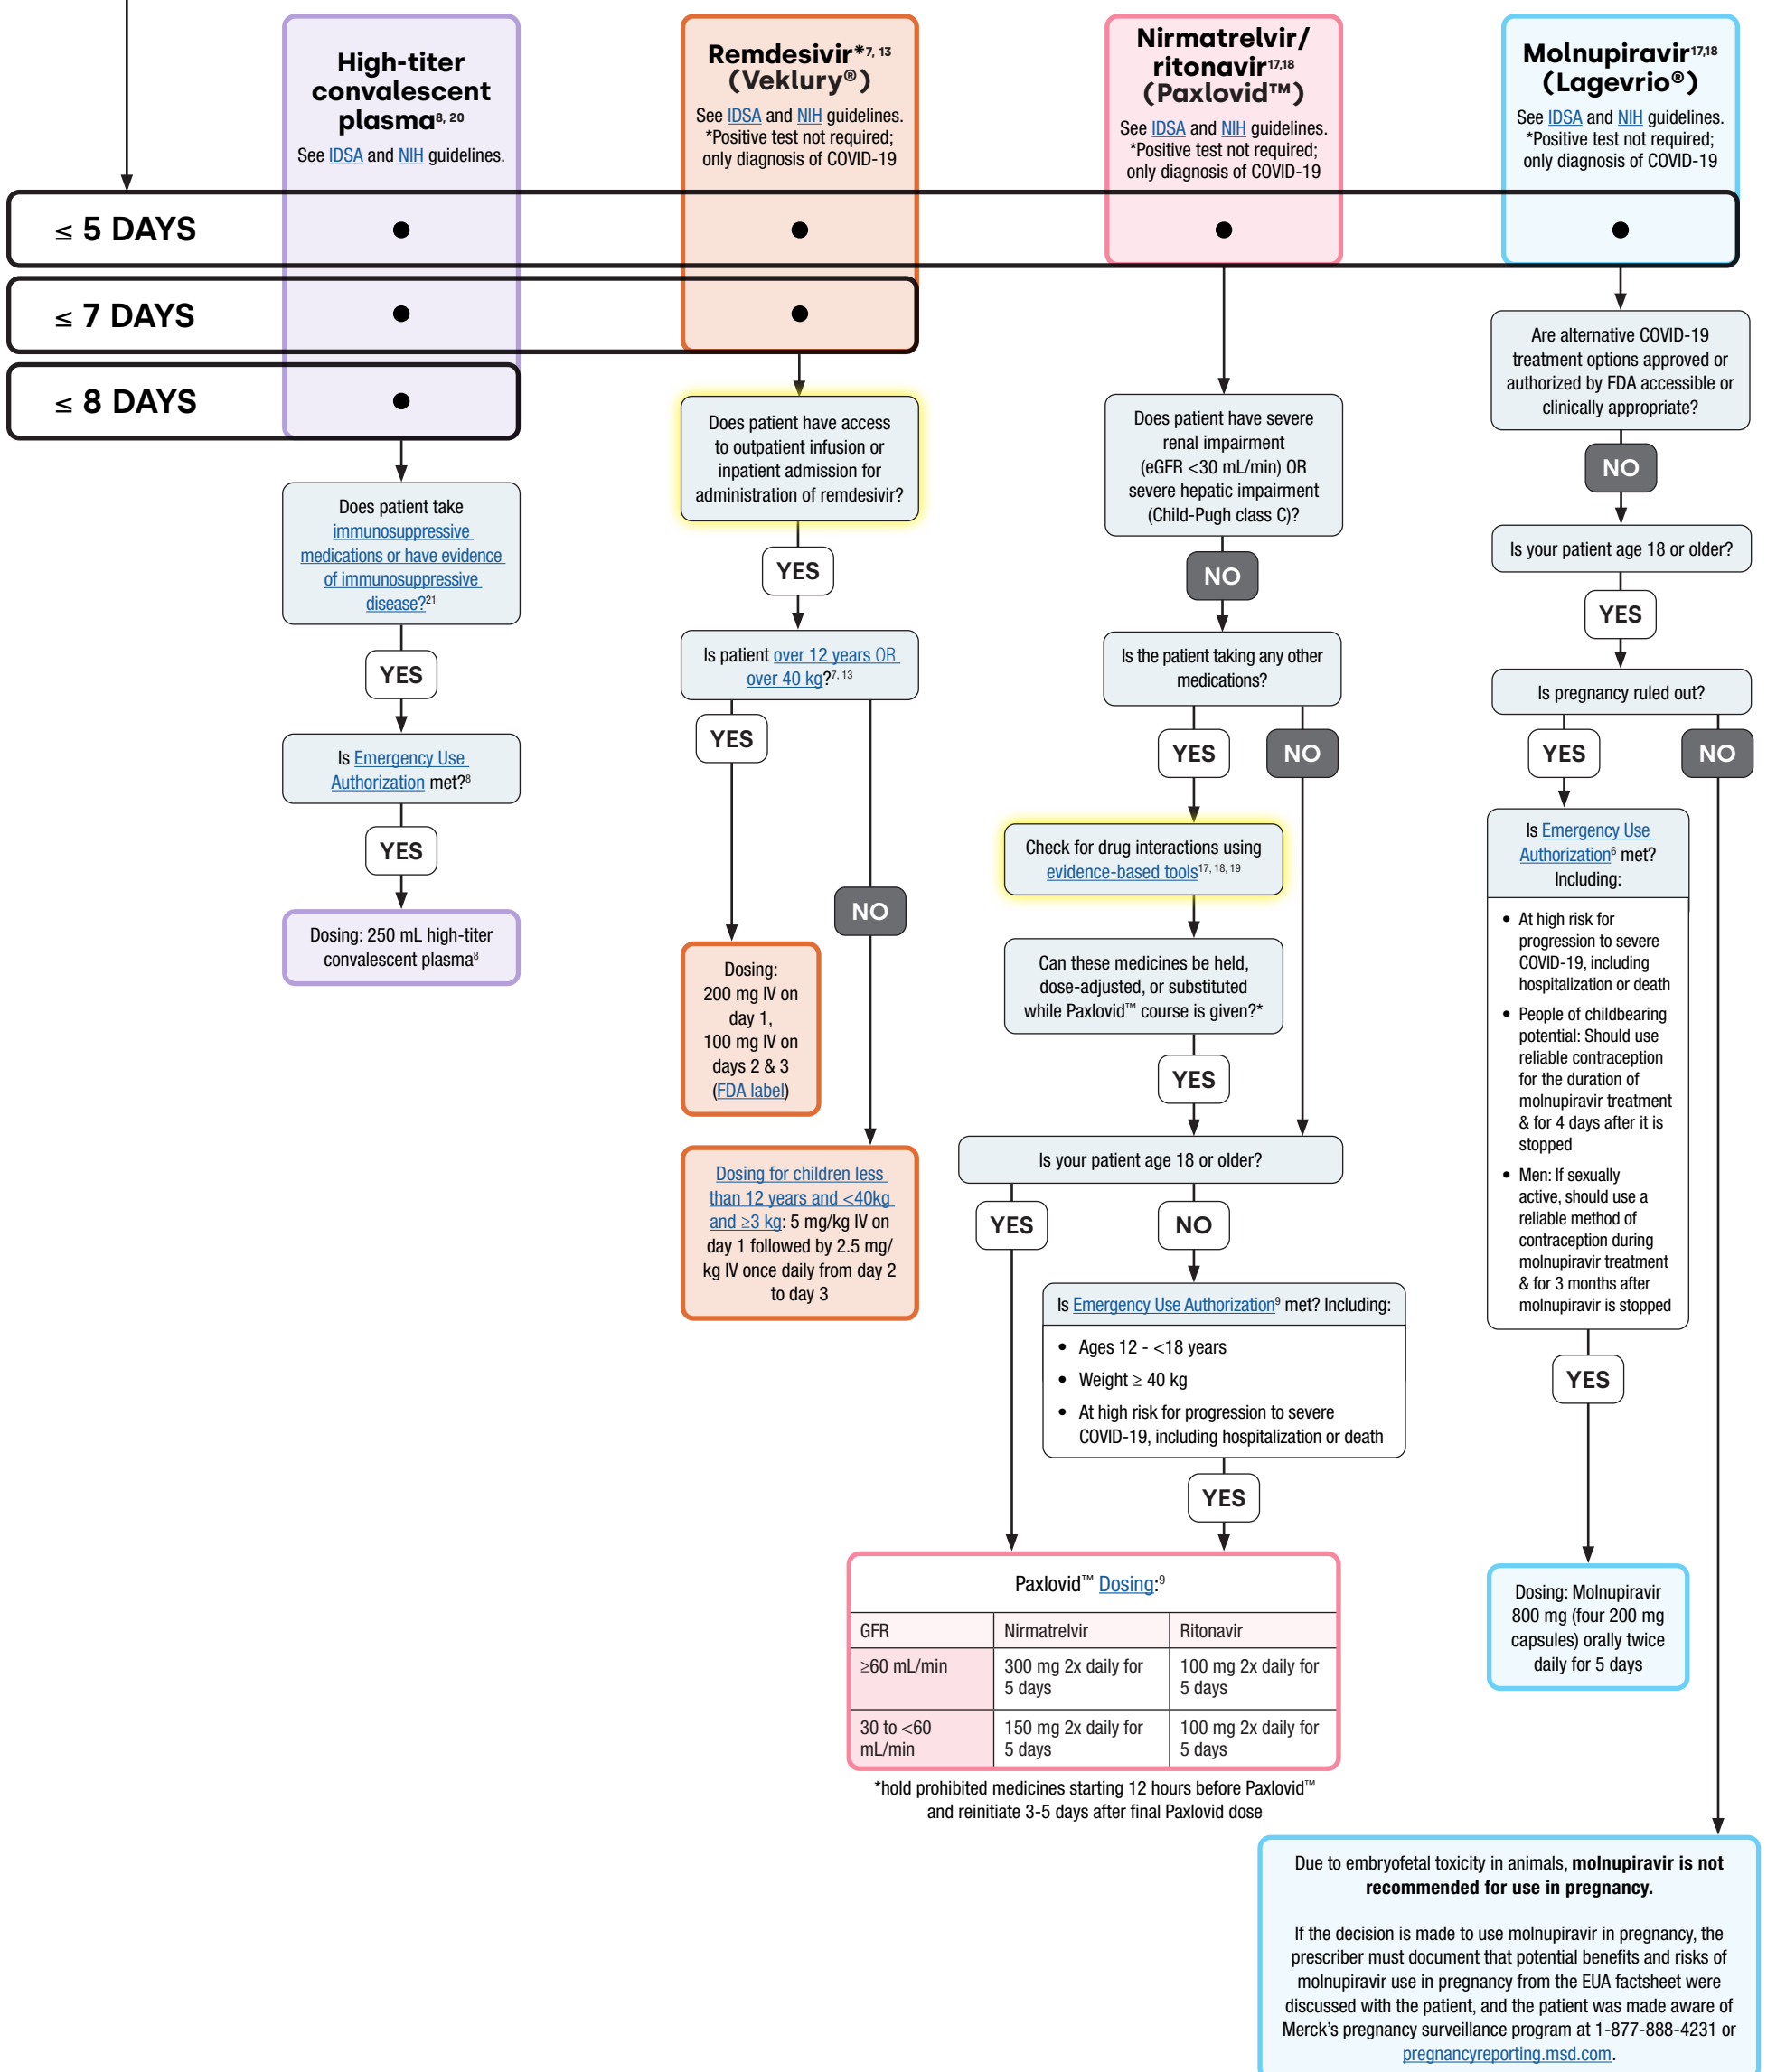 High-titer
convalescent
plasma8, 20
See IDSA and NIH guidelines.
Remdesivir*7, 13
(Veklury®)
See IDSA and NIH guidelines.
*Positive test not required;
only diagnosis of COVID-19
Nirmatrelvir/
ritonavir17,18
(Paxlovid™)
See IDSA and NIH guidelines.
*Positive test not required;
only diagnosis of COVID-19
Molnupiravir17,18
(Lagevrio®)
See IDSA and NIH guidelines.
*Positive test not required;
only diagnosis of COVID-19
≤ 5 DAYS
≤ 7 DAYS
≤ 8 DAYS
Does patient take
immunosuppressive
medications or have evidence
of immunosuppressive
disease?21
YES
Is Emergency Use
Authorization met?8
YES
Dosing: 250 mL high-titer
convalescent plasma8
Does patient have access
to outpatient infusion or
inpatient admission for
administration of remdesivir?
YES
Is patient over 12 years OR
over 40 kg?7, 13
YES
NO
Dosing:
200 mg IV on
day 1,
100 mg IV on
days 2 & 3
(FDA label)
Dosing for children less
than 12 years and <40kg
and ≥3 kg: 5 mg/kg IV on
day 1 followed by 2.5 mg/
kg IV once daily from day 2
to day 3
Does patient have severe
renal impairment
(eGFR <30 mL/min) OR
severe hepatic impairment
(Child-Pugh class C)?
NO
Is the patient taking any other
medications?
YES
NO
Check for drug interactions using
evidence-based tools17, 18, 19
Can these medicines be held,
dose-adjusted, or substituted
while Paxlovid™ course is given?*
YES
Is your patient age 18 or older?
YES
NO
Is Emergency Use Authorization9 met? Including:
• Ages 12 - <18 years
• Weight ≥ 40 kg
• At high risk for progression to severe
COVID-19, including hospitalization or death
YES
Paxlovid™ Dosing:9
GFR Nirmatrelvir Ritonavir
≥60 mL/min 300 mg 2x daily for 100 mg 2x daily for
5 days 5 days
30 to <60 150 mg 2x daily for 100 mg 2x daily for
mL/min 5 days 5 days
*hold prohibited medicines starting 12 hours before Paxlovid™
and reinitiate 3-5 days after final Paxlovid dose
Are alternative COVID-19
treatment options approved or
authorized by FDA accessible or
clinically appropriate?
NO
Is your patient age 18 or older?
YES
Is pregnancy ruled out?
YES
NO
Is Emergency Use
Authorization6 met?
Including:
• At high risk for
progression to severe
COVID-19, including
hospitalization or death
• People of childbearing
potential: Should use
reliable contraception
for the duration of
molnupiravir treatment
& for 4 days after it is
stopped
• Men: If sexually
active, should use a
reliable method of
contraception during
molnupiravir treatment
& for 3 months after
molnupiravir is stopped
YES
Dosing: Molnupiravir
800 mg (four 200 mg
capsules) orally twice
daily for 5 days
Due to embryofetal toxicity in animals, molnupiravir is not
recommended for use in pregnancy.
If the decision is made to use molnupiravir in pregnancy, the
prescriber must document that potential benefits and risks of
molnupiravir use in pregnancy from the EUA factsheet were
discussed with the patient, and the patient was made aware of
Merck's pregnancy surveillance program at 1-877-888-4231 or
pregnancyreporting.msd.com.